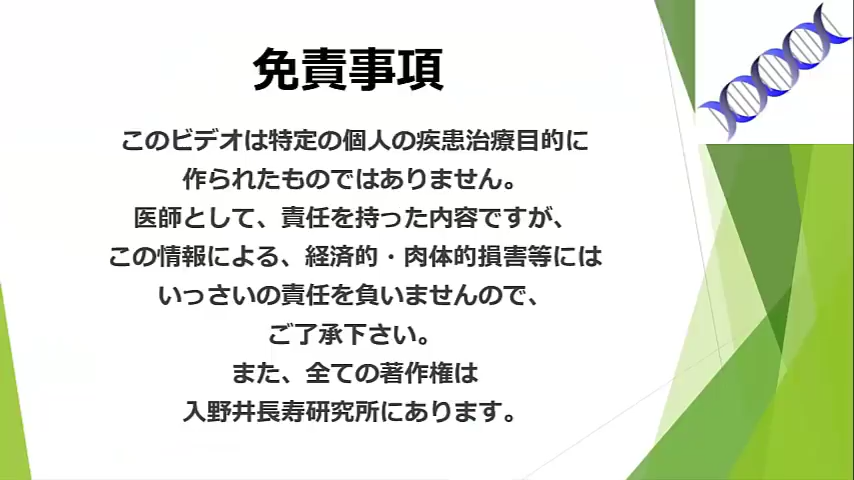 免責事項
このビデオは特定の個人の疾患治療目的に
作られたものではありません。
医師として、責任を持った内容ですが、
この情報による、経済的・肉体的損害等には
いっさいの責任を負いませんので、
ご了承下さい。
また、全ての著作権は
入野井長寿研究所にあります。